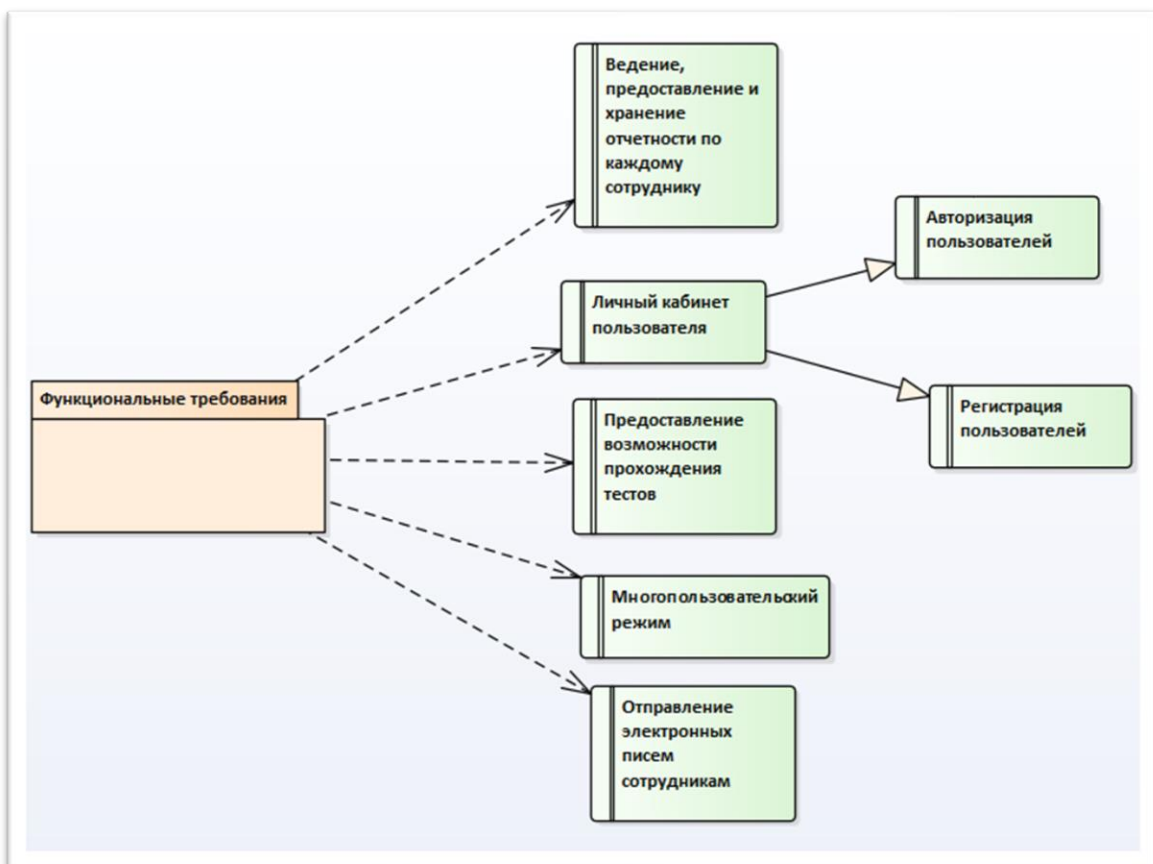 Ведение,
предоставление и
хранение
отчетности по
каждому
сотруднику
Авторизация
пользователей
Личный кабинет
пользователя
Функциональные требования
Регистрация
пользователей
Предоставление
возможности
прохождения
тестов
Многопользовательский
режим
Отправление
электронных
писем
сотрудникам